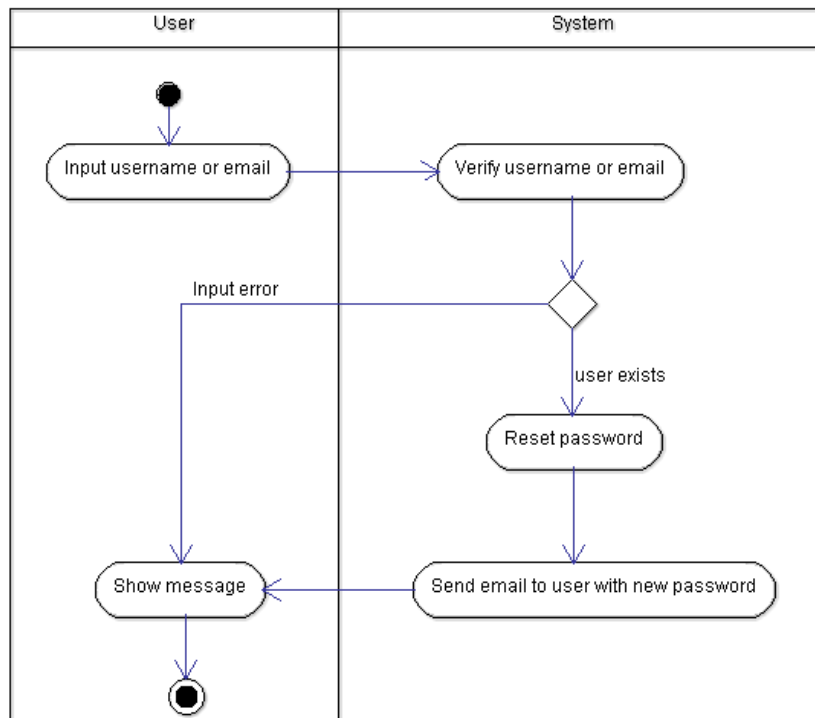 User
System
Input username or email
Verify username or email
Input error
user exists
Reset password
Show message
Send email to user with new password